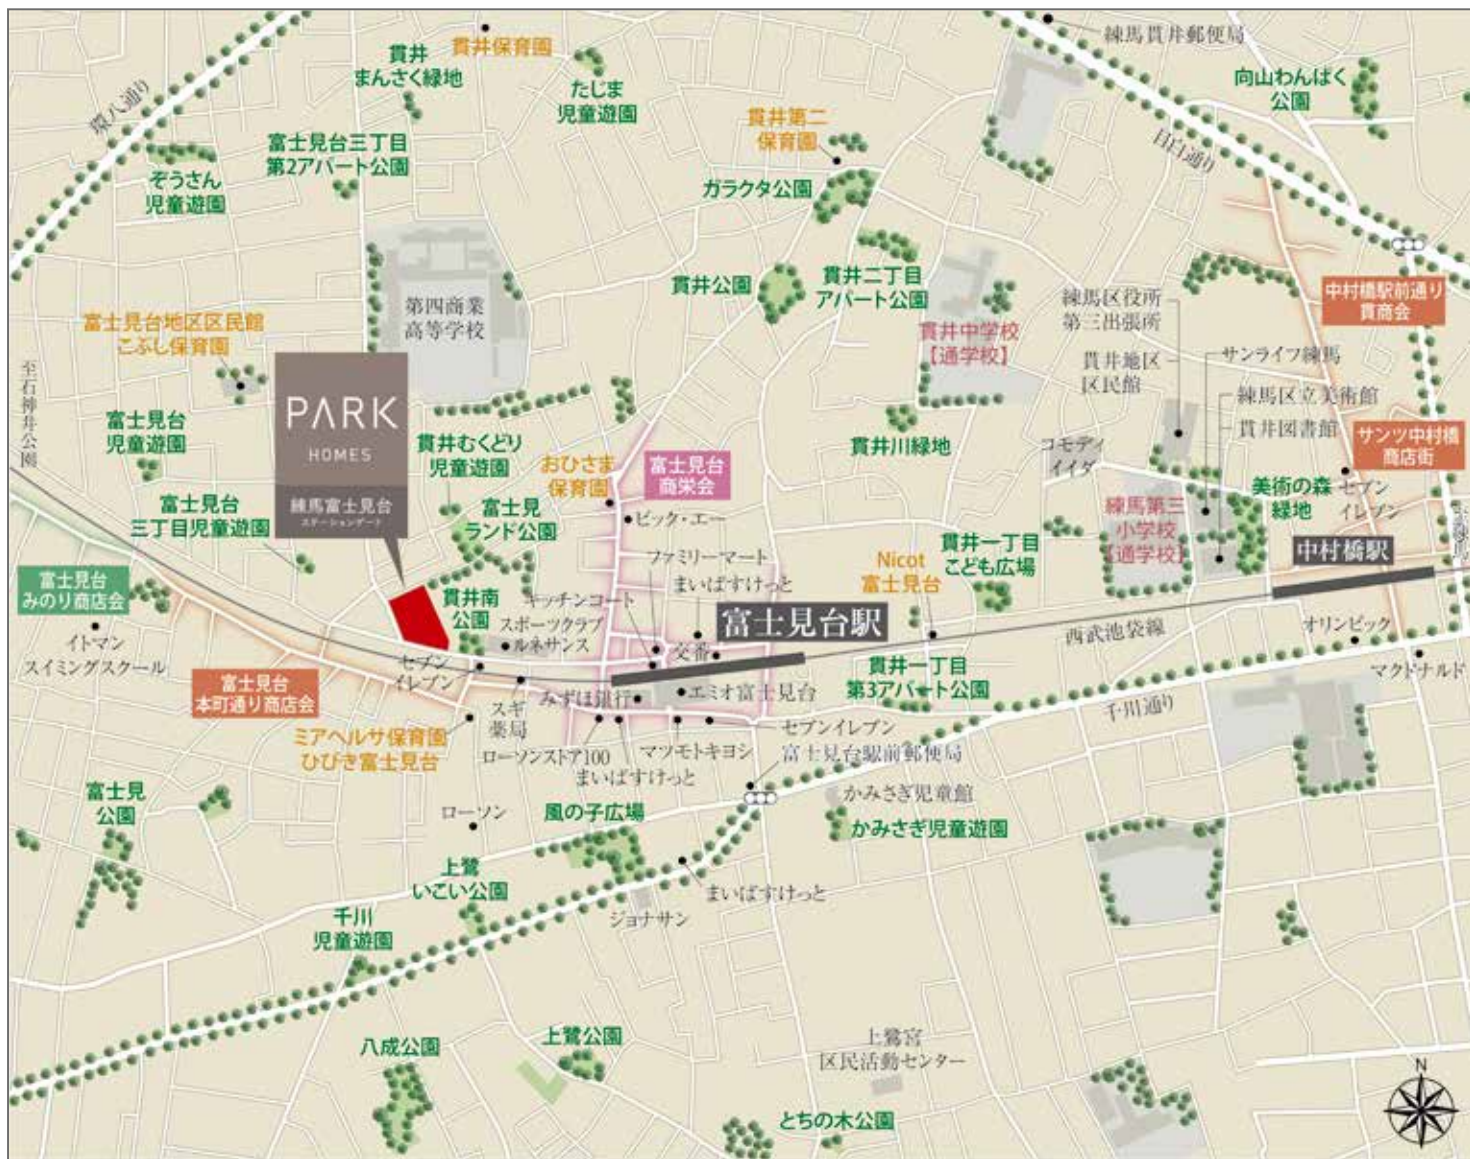 貫井保育園
練馬貫井郵便局
貫井
まんさく緑地
たじま
児童遊園
向山わんぱく
公園
環八通り
富士見台三丁目
第2アパート公園
貫井第二
保育園
目白通り
ぞうさん
児童遊園
ガラクタ公園
貫井公園
貫井二丁目
アパート公園
第四商業
高等学校
練馬区役所
第三出張所
中村橋駅前通り
貫商会
富士見台地区区民館
こぶし保育園
貫井中学校
【通学校】
貫井地区
区民館
サンライフ練馬
練馬区立美術館
貫井図書館
至石神井公園
PARK
HOMES
練馬富士見台
ステーションゲート
富士見台
児童遊園
貫井むくどり
児童遊園
おひさま
保育園
富士見台
商栄会
貫井川緑地
コモディ
イイダ
サンツ中村橋
商店街
富士見台
三丁目児童遊園
富士見
ランド公園
ビック・エー
練馬第三
小学校
【通学校】
美術の森
緑地
セブン
イレブン
ファミリーマート
まいばすけっと
Nicot
富士見台
貫井一丁目
こども広場
中村橋駅
富士見台
みのり商店会
貫井南
公園
キッチンコート
スポーツクラブ
ルネサンス
富士見台駅
交番
西武池袋線
オリンピック
イトマン
スイミングスクール
セブン
イレブン
貫井一丁目
第3アパート公園
マクドナルド
富士見台
本町通り商店会
みずほ銀行
エミオ富士見台
スギ
薬局
千川通り
ミアヘルサ保育園
ひびき富士見台
ローソンストア100
まいばすけっと
マツモトキヨシ
セブンイレブン
富士見台駅前郵便局
富士見
公園
ローソン
風の子広場
かみさぎ児童館
かみさぎ児童遊園
上鷺
いこい公園
まいばすけっと
ジョナサン
千川
児童遊園
八成公園
上鷺公園
上鷺宮
区民活動センター
とちの木公園
N